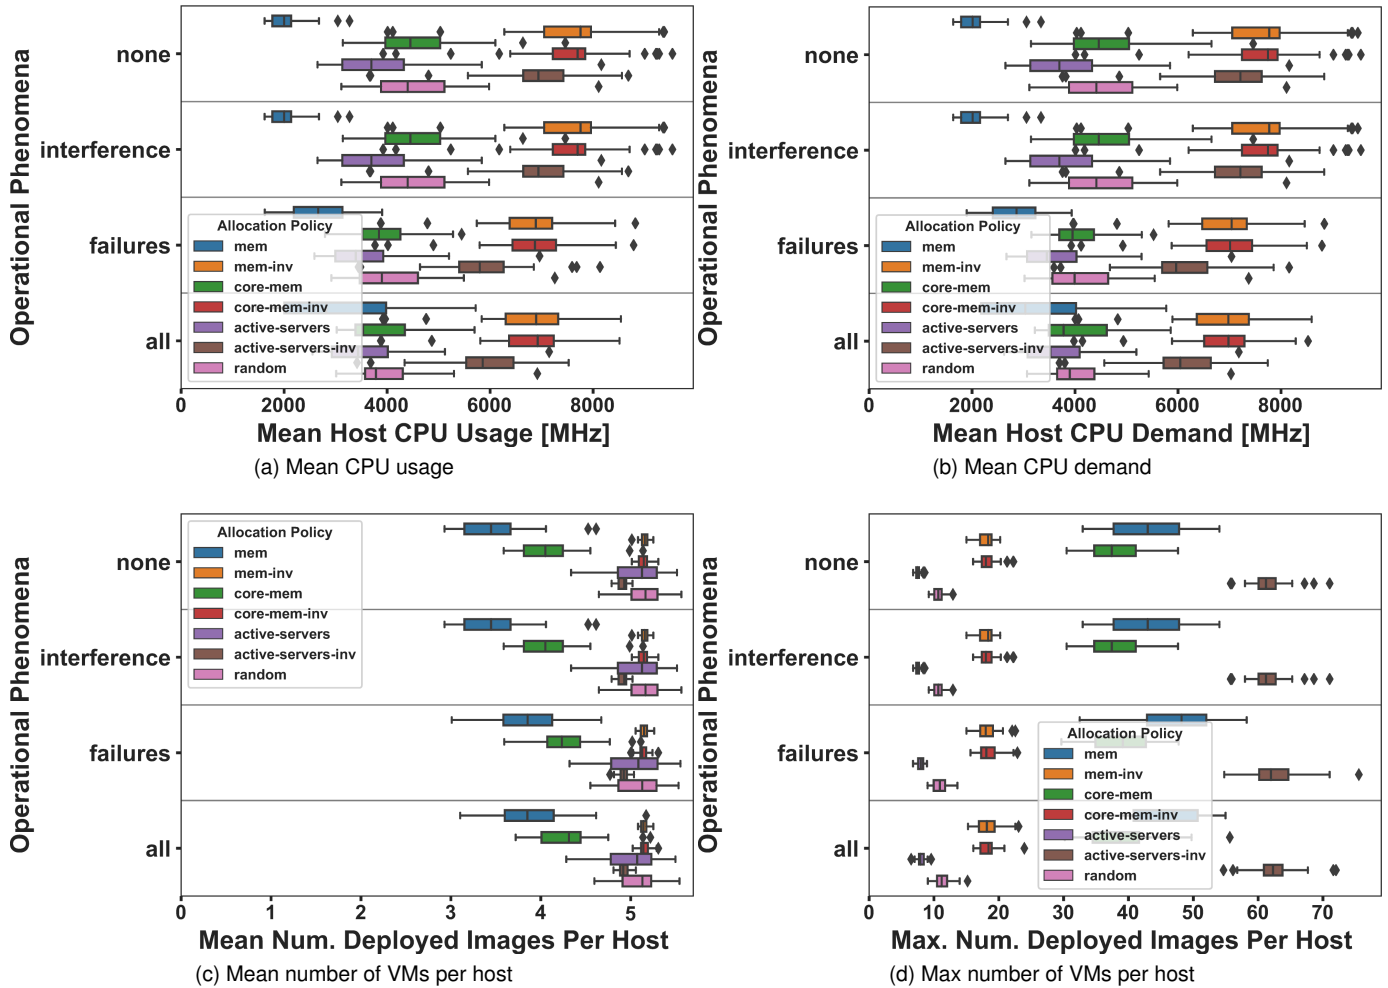 Operational Phenomena
none
interference
failures
all
Allocation Policy
mem
mem-inv
core-mem
core-mem-inv
active-servers
active-servers-inv
random
0 2000 4000 6000 8000
Mean Host CPU Usage [MHz]
(a) Mean CPU usage
Operational Phenomena
none
interference
failures
all
Allocation Policy
mem
mem-inv
core-mem
core-mem-inv
active-servers
active-servers-inv
random
0 2000 4000 6000 8000
Mean Host CPU Demand [MHz]
(b) Mean CPU demand
Operational Phenomena
none
interference
failures
all
Allocation Policy
mem
mem-inv
core-mem
core-mem-inv
active-servers
active-servers-inv
random
0 1 2 3 4 5
Mean Num. Deployed Images Per Host
(c) Mean number of VMs per host
Operational Phenomena
none
interference
failures
all
Allocation Policy
mem
mem-inv
core-mem
core-mem-inv
active-servers
active-servers-inv
random
0 10 20 30 40 50 60 70
Max. Num. Deployed Images Per Host
(d) Max number of VMs per host